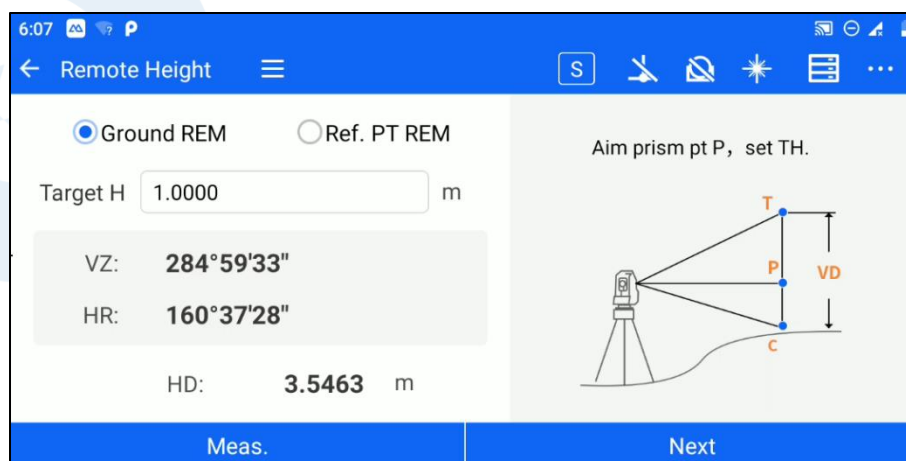 6:07
Remote Height
S
Ground REM
Ref. PT REM
Target H 1.0000 m
VZ: 284°59'33"
HR: 160°37'28"
HD: 3.5463 m
Aim prism pt P，set TH.
T
P
VD
C
Meas.
Next